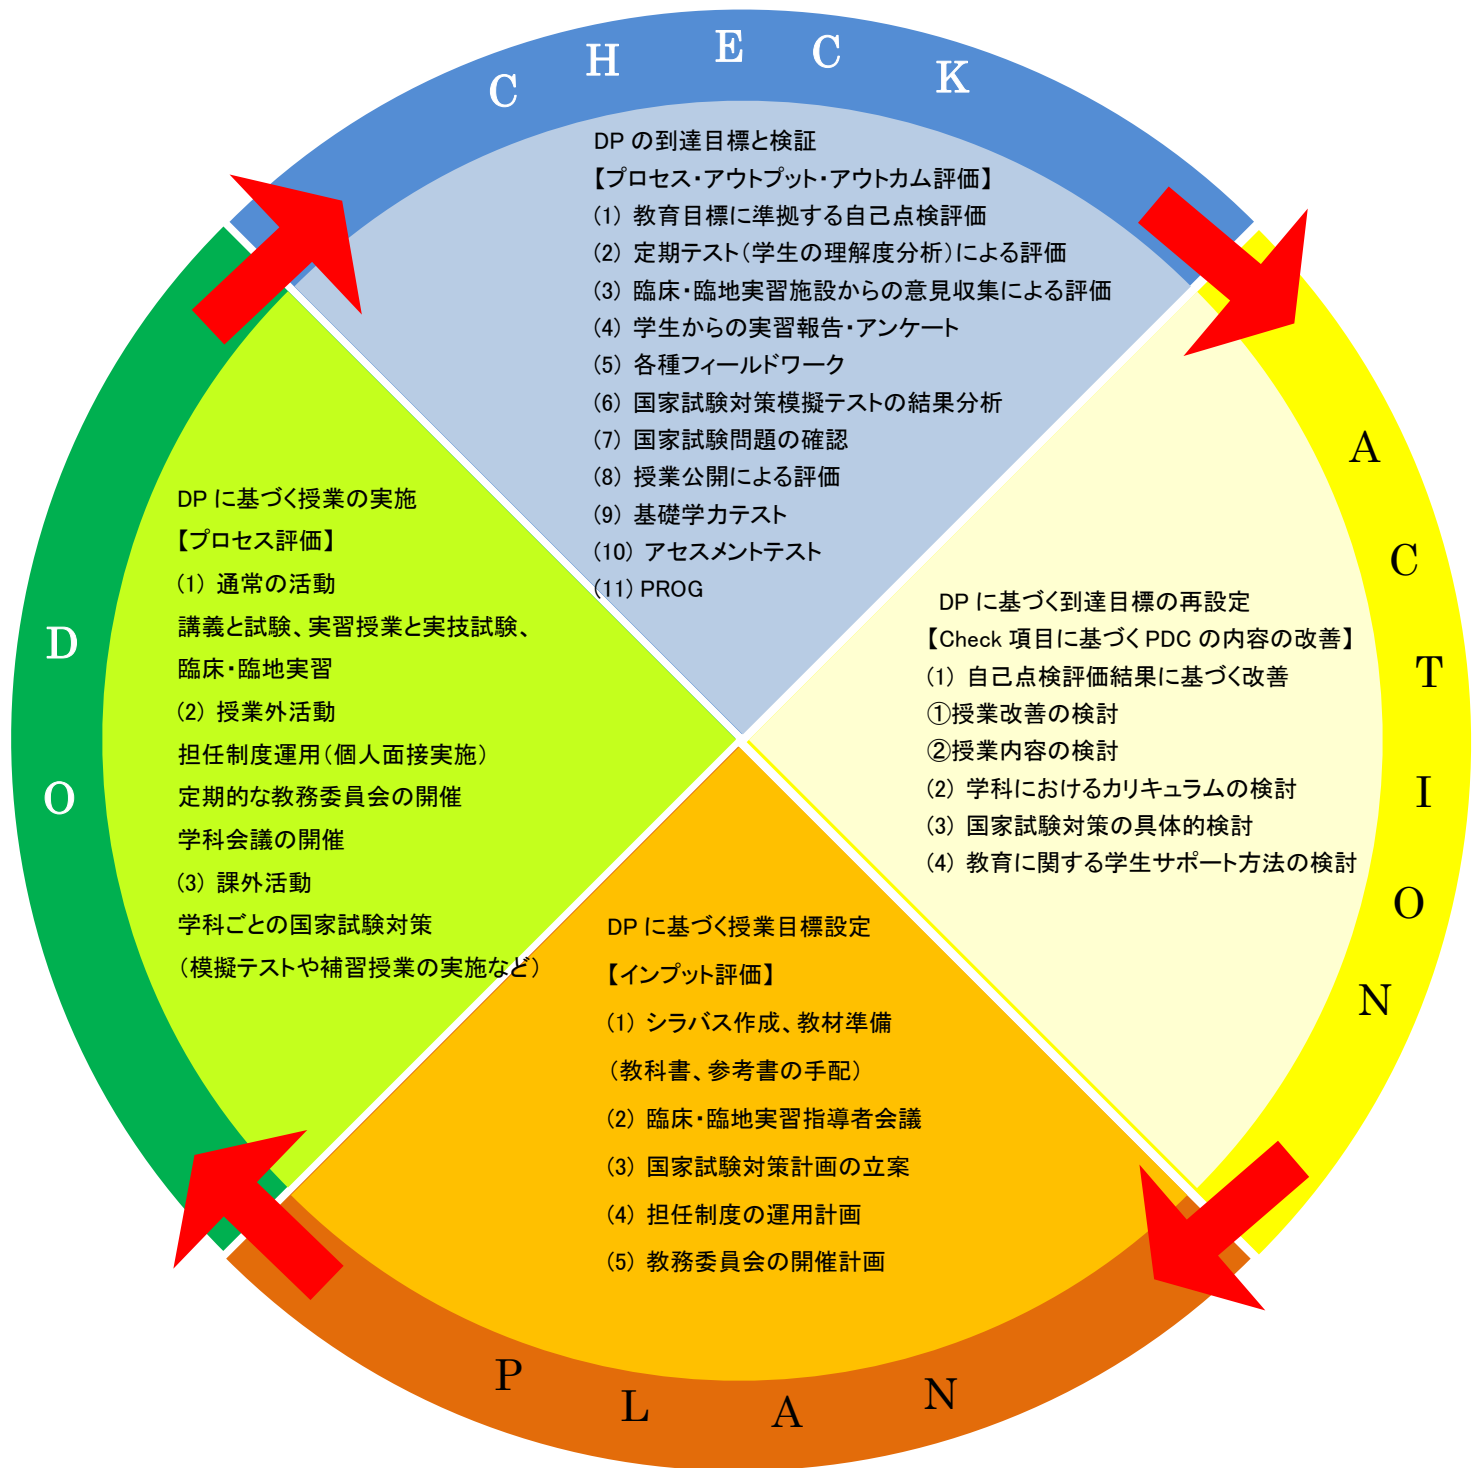 CHECK
DP の到達目標と検証
【プロセス・アウトプット・アウトカム評価】
(1) 教育目標に準拠する自己点検評価
(2) 定期テスト(学生の理解度分析)による評価
(3) 臨床・臨地実習施設からの意見収集による評価
(4) 学生からの実習報告・アンケート
(5) 各種フィールドワーク
(6) 国家試験対策模擬テストの結果分析
(7) 国家試験問題の確認
(8) 授業公開による評価
(9) 基礎学力テスト
(10) アセスメントテスト
(11) PROG
ACTION
DP に基づく到達目標の再設定
【Check 項目に基づく PDC の内容の改善】
(1) 自己点検評価結果に基づく改善
①授業改善の検討
②授業内容の検討
(2) 学科におけるカリキュラムの検討
(3) 国家試験対策の具体的検討
(4) 教育に関する学生サポート方法の検討
PLAN
DP に基づく授業目標設定
【インプット評価】
(1) シラバス作成、教材準備
(教科書、参考書の手配)
(2) 臨床・臨地実習指導者会議
(3) 国家試験対策計画の立案
(4) 担任制度の運用計画
(5) 教務委員会の開催計画
DO
DP に基づく授業の実施
【プロセス評価】
(1) 通常の活動
講義と試験、実習授業と実技試験、
臨床・臨地実習
(2) 授業外活動
担任制度運用(個人面接実施)
定期的な教務委員会の開催
学科会議の開催
(3) 課外活動
学科ごとの国家試験対策
(模擬テストや補習授業の実施など)